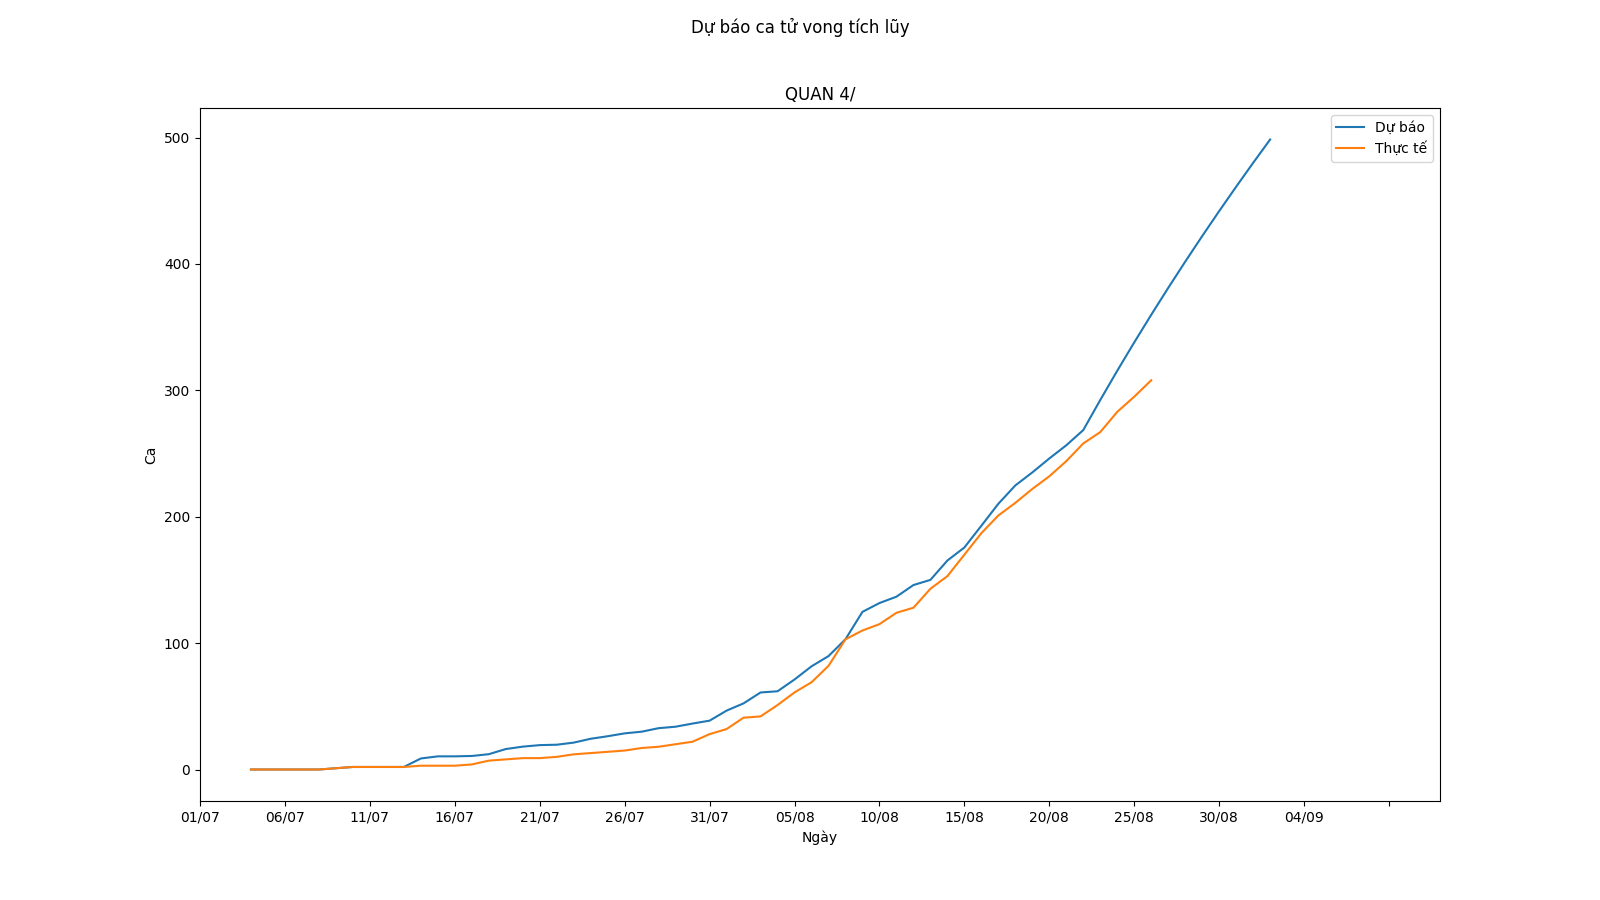 Dự báo ca tử vong tích lũy
QUAN 4/
Dự báo
Thực tế
500
400
300
200
100
0
Ca
01/07 06/07 11/07 16/07 21/07 26/07 31/07 05/08 10/08 15/08 20/08 25/08 30/08 04/09
Ngày